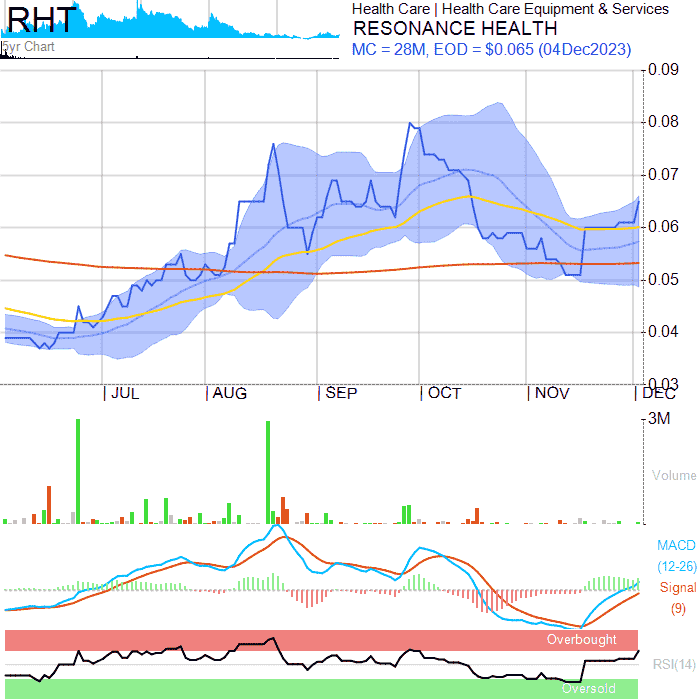 RHT
5yr Chart
Health Care | Health Care Equipment & Services
RESONANCE HEALTH
MC = 28M, EOD = $0.065 (04Dec2023)
0.09
0.08
0.07
0.06
0.05
0.04
0.03
JUL AUG SEP OCT NOV DEC
3M
Volume
MACD
(12-26)
Signal
(9)
Overbought
RSI(14)
Oversold